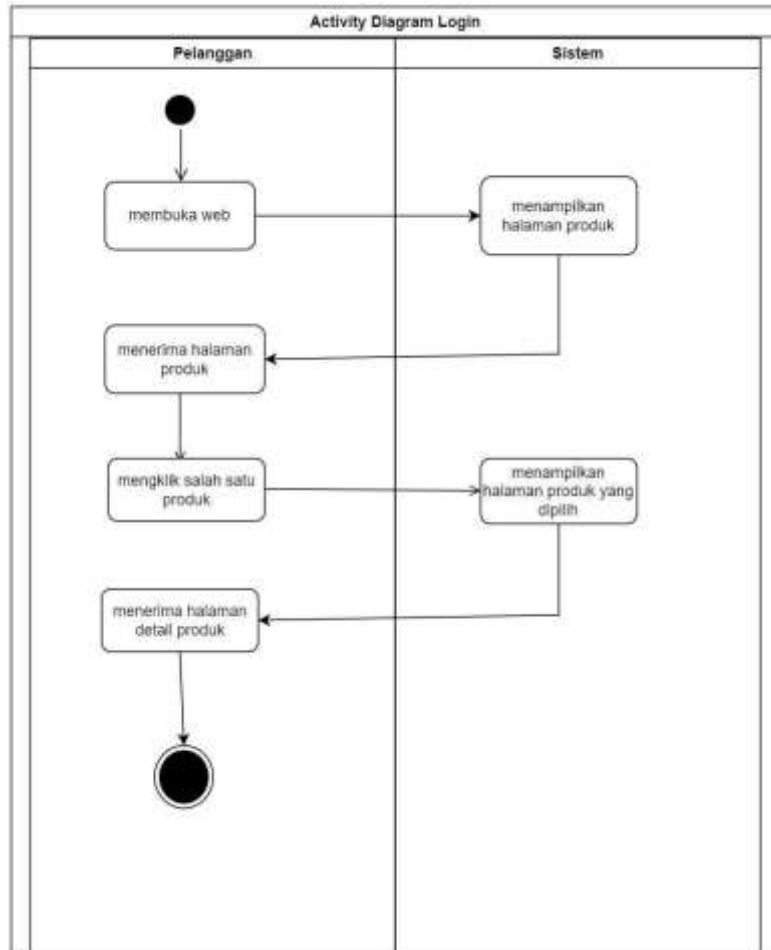 Activity Diagram Login
Pelanggan
Sistem
membuka web
menampilkan
halaman produk
menerima halaman
produk
mengklik salah satu
produk
menampilkan
halaman produk yang
dipilih
menerima halaman
detail produk